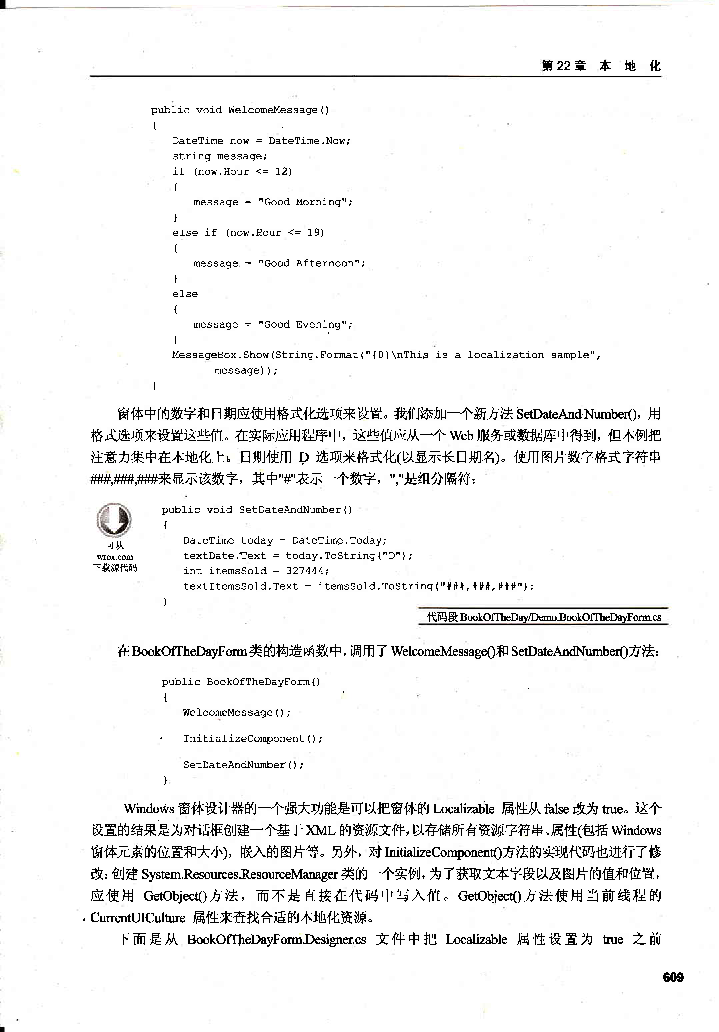 第22章 本 地 化
public void WelcomeMessage()
{
DateTime now = DateTime.Now;
string message;
if (now.Hour <= 12)
{
message = "Good Morning";
}
else if (now.Hour <= 19)
{
message = "Good Afternoon";
}
else
{
message = "Good Evening";
}
MessageBox.Show(String.Format("{0}\nThis is a localization sample",
message));
}
窗体中的数字和日期应使用格式化选项来设置。我们添加一个新方法 SetDateAndNumber(), 用
格式选项来设置这些值。在实际应用程序中，这些值应从一个 Web 服务或数据库中得到，但本例把
注意力集中在本地化上。日期使用 D 选项来格式化(以显示长日期名)。使用图片数字格式字符串
###,###,###来显示该数字，其中"#"表示一个数字，","是组分隔符：
public void SetDateAndNumber()
{
DateTime today = DateTime.Today;
可从
wrox.com
下载源代码
textDate.Text = today.ToString("D");
int itemsSold = 327444;
textItemsSold.Text = itemsSold.ToString("###,###,###");
}
代码段 BookOfTheDay/Demo.BookOfTheDayForm.cs
在 BookOfTheDayForm 类的构造函数中，调用了 WelcomeMessage()和 SetDateAndNumber()方法：
public BookOfTheDayForm()
{
WelcomeMessage();
InitializeComponent();
SetDateAndNumber();
}
Windows 窗体设计器的一个强大功能是可以把窗体的 Localizable 属性从 false 改为 true。这个
设置的结果是为对话框创建一个基于 XML 的资源文件，以存储所有资源字符串、属性(包括 Windows
窗体元素的位置和大小)，嵌入的图片等。另外，对 InitializeComponent()方法的实现代码也进行了修
改：创建 System.Resources.ResourceManager 类的一个实例，为了获取文本字段以及图片的值和位置，
应使用 GetObject()方法，而不是直接在代码中写入值。GetObject()方法使用当前线程的
CurrentUICulture 属性来查找合适的本地化资源。
下面是从 BookOfTheDayForm.Designer.cs 文件中把 Localizable 属性设置为 true 之前
609